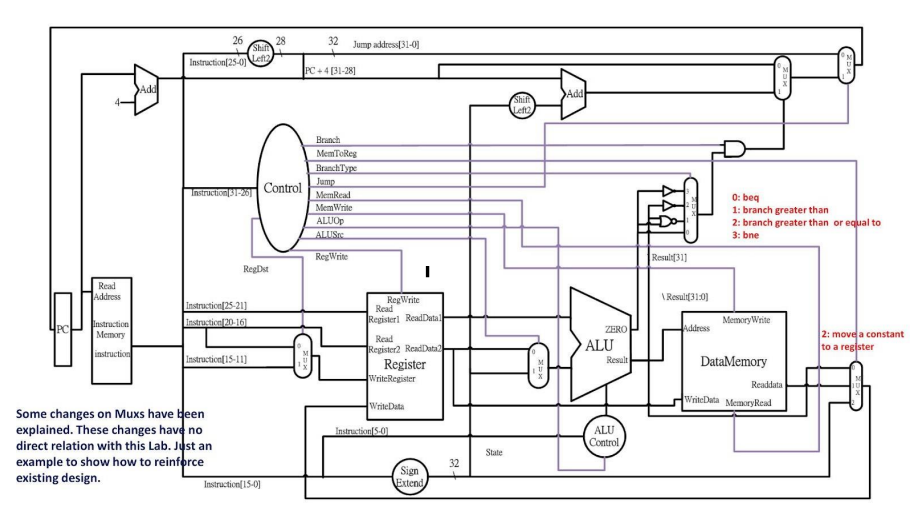 26
28
32
Shift
Left2
Jump address[31-0]
Instruction[25-0]
PC + 4 [31-28]
Add
4
Shift
Left2
Add
0
M
U
X
1
0
M
U
X
1
Control
Branch
MemToReg
BranchType
Jump
MemRead
MemWrite
ALUOp
ALUSrc
RegWrite
RegDst
Instruction[31-26]
3
2
M
U
X
1
0
0: beq
1: branch greater than
2: branch greater than or equal to
3: bne
Result[31]
\ Result[31:0]
PC
Read
Address
Instruction
Memory
instruction
Instruction[25-21]
Instruction[20-16]
Instruction[15-11]
0
M
U
X
1
RegWrite
Read
Register1
ReadData1
Read
Register2
ReadData2
Register
WriteRegister
WriteData
0
M
U
X
1
ZERO
ALU
Result
MemoryWrite
Address
DataMemory
Readdata
WriteData
MemoryRead
2: move a constant
to a register
0
M
U
X
1
2
Some changes on Muxs have been
explained. These changes have no
direct relation with this Lab. Just an
example to show how to reinforce
existing design.
Instruction[5-0]
ALU
Control
State
Sign
Extend
32
Instruction[15-0]